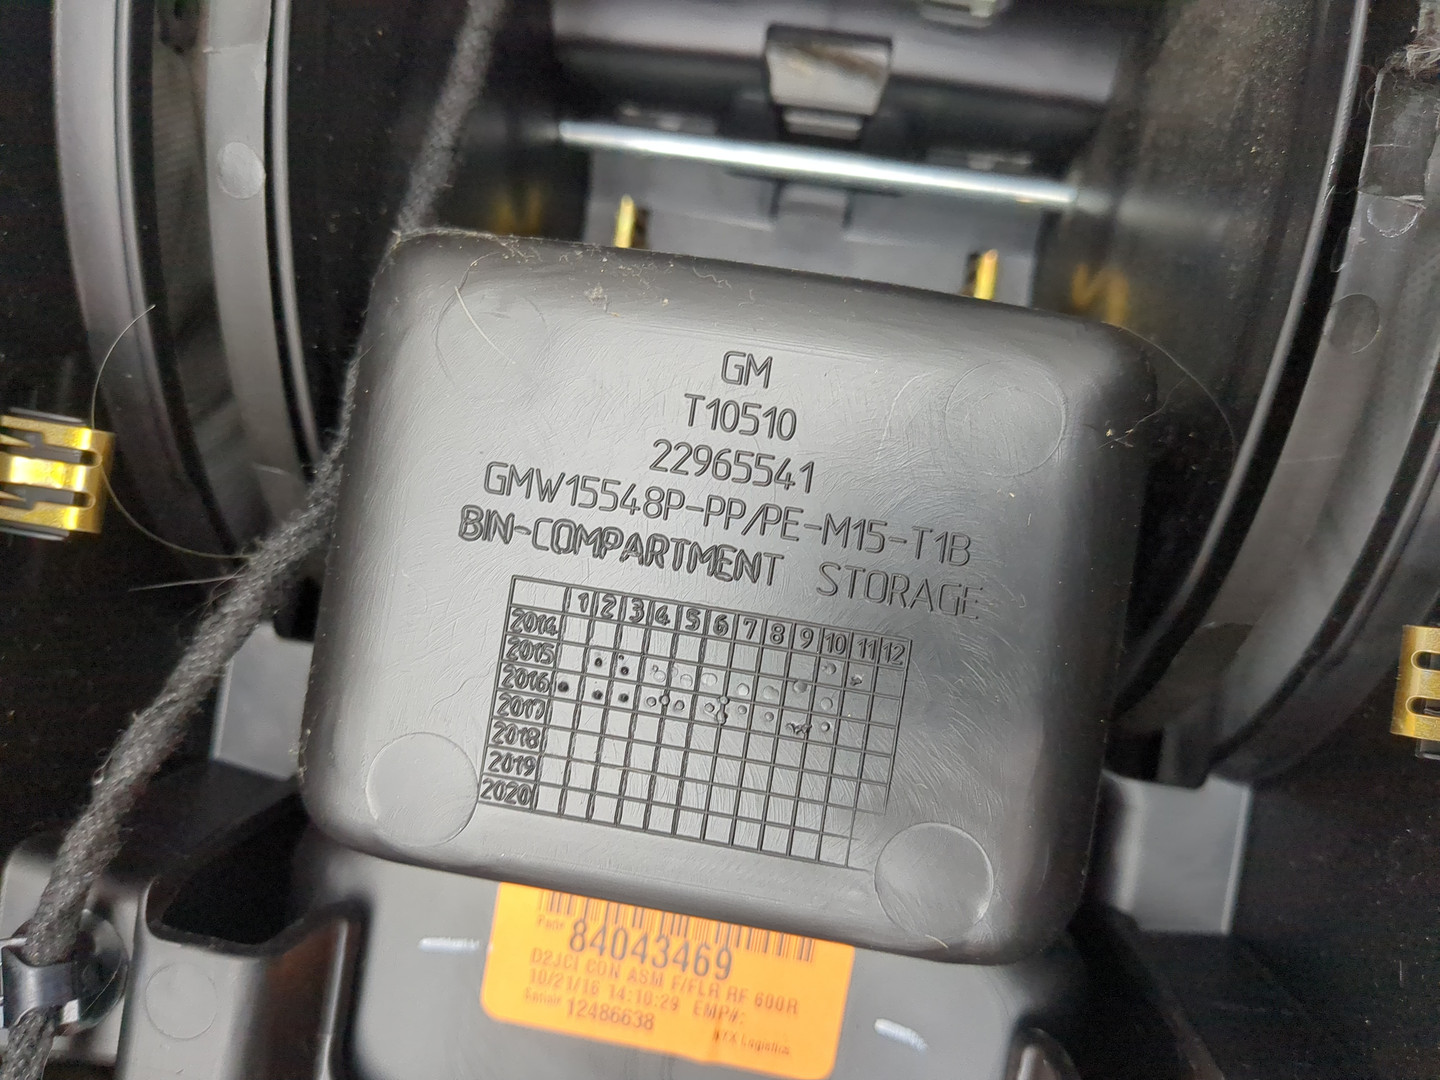 GM
T10510
22965541
GMW15548P-PP/PE-M15-T1B
BIN-COMPARTMENT STORAGE
1 2 3 4 5 6 7 8 9 10 11 12
2014
2015
2016
2017
2018
2019
2020
Part#
84043469
D2JCI CON ASM F/FLR RF 600R
10/21/16 14:10:29 EMP#:
Serial#
12486638